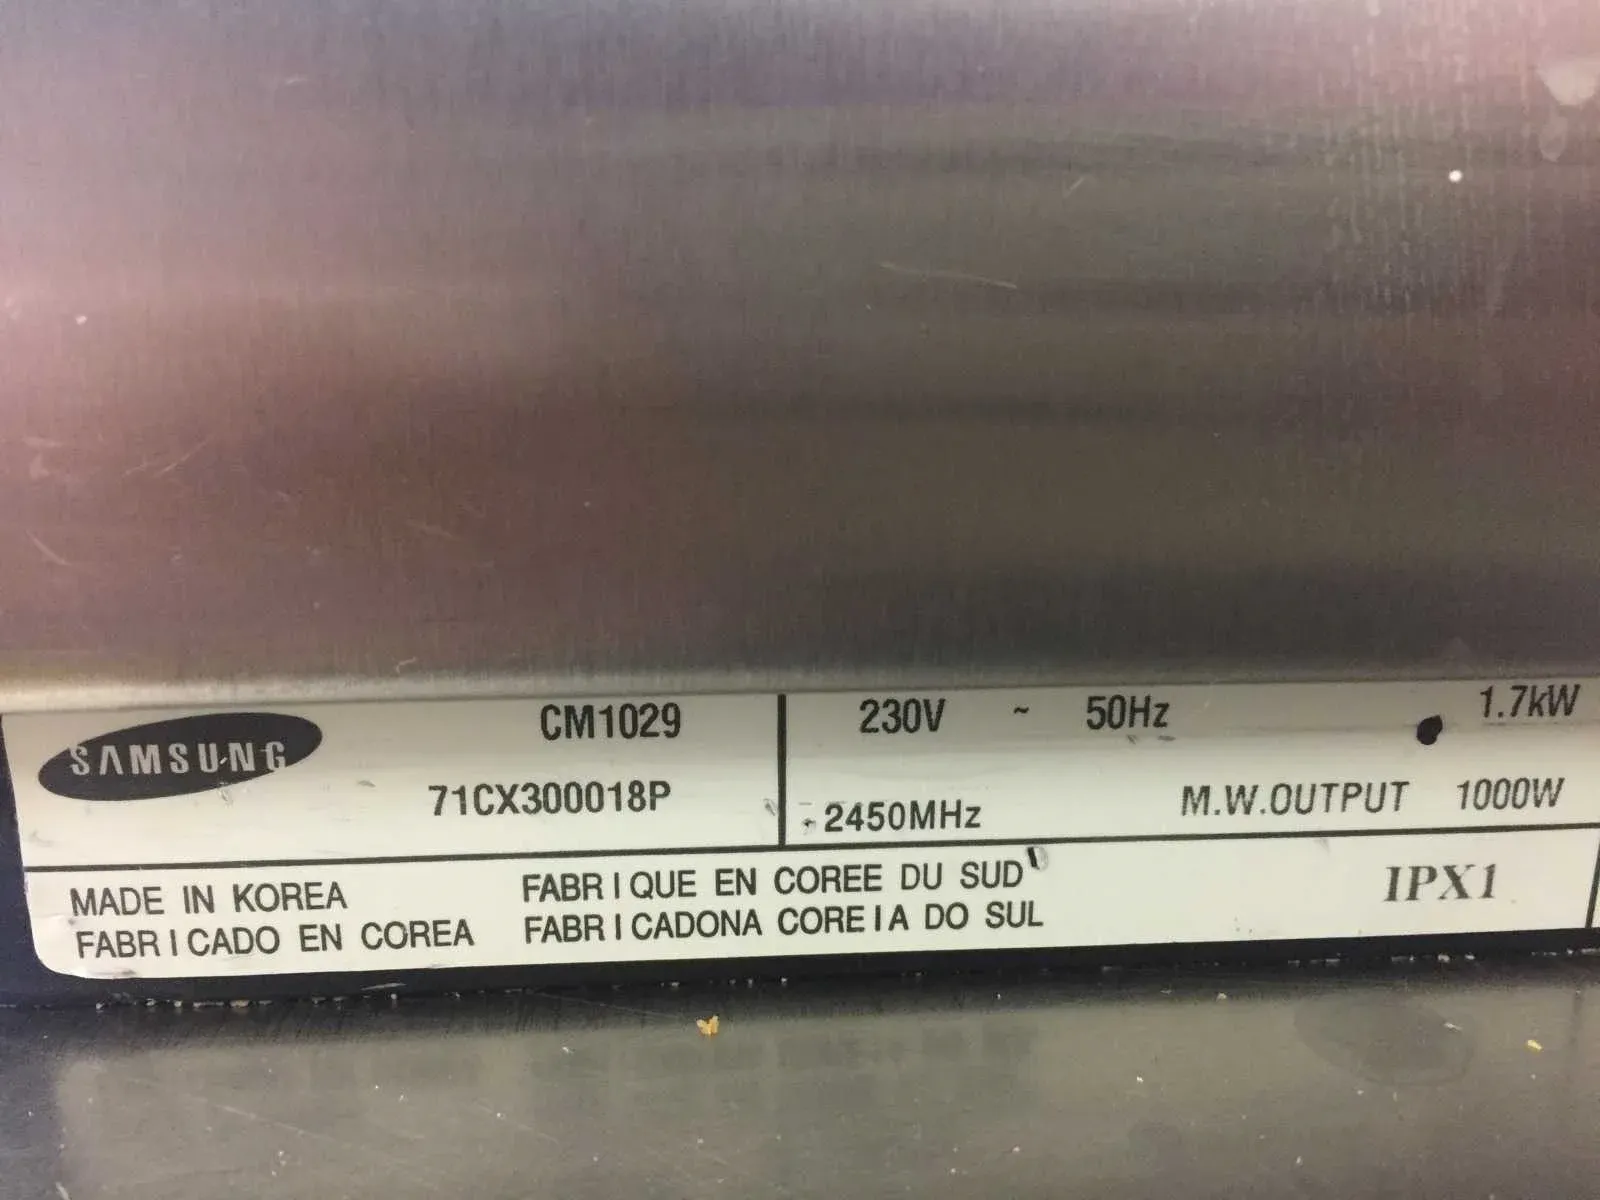 SAMSUNG CM1029 230V ~ 50Hz 1.7kW
71CX300018P 2450MHz M.W.OUTPUT 1000W
MADE IN KOREA FABRIQUE EN COREE DU SUD IPX1
FABRICADO EN COREA FABRICADONA COREIA DO SUL